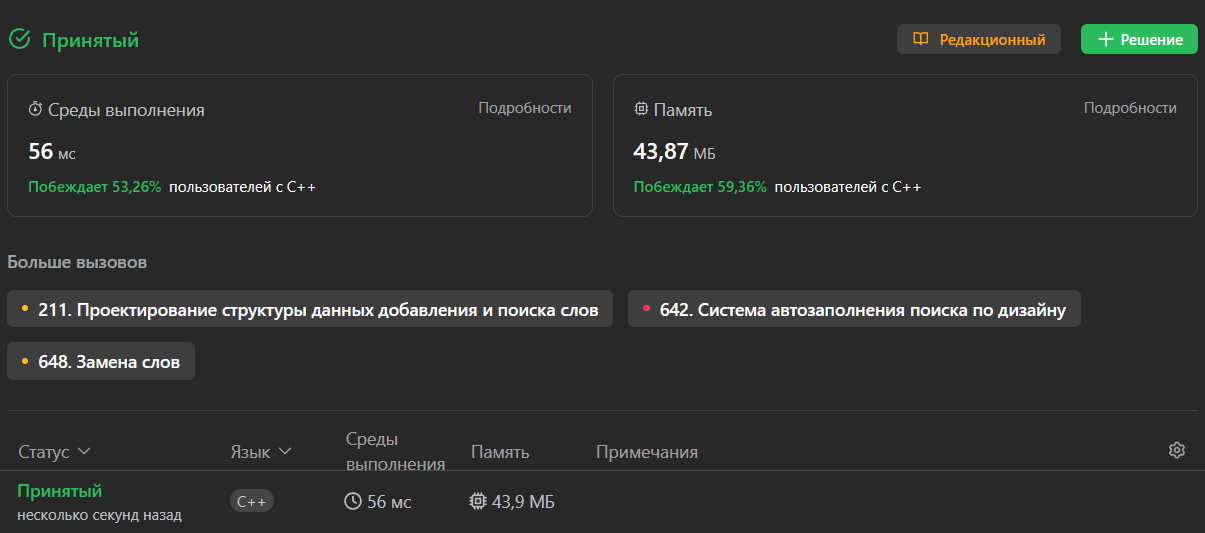 Принятый
Редакционный
Решение
Среды выполнения
Подробности
56 мс
Побеждает 53,26% пользователей с C++
Память
Подробности
43,87 МБ
Побеждает 59,36% пользователей с C++
Больше вызовов
211. Проектирование структуры данных добавления и поиска слов
642. Система автозаполнения поиска по дизайну
648. Замена слов
Статус
Язык
Среды
выполнения
Память
Примечания
Принятый
несколько секунд назад
C++
56 мс
43,9 МБ